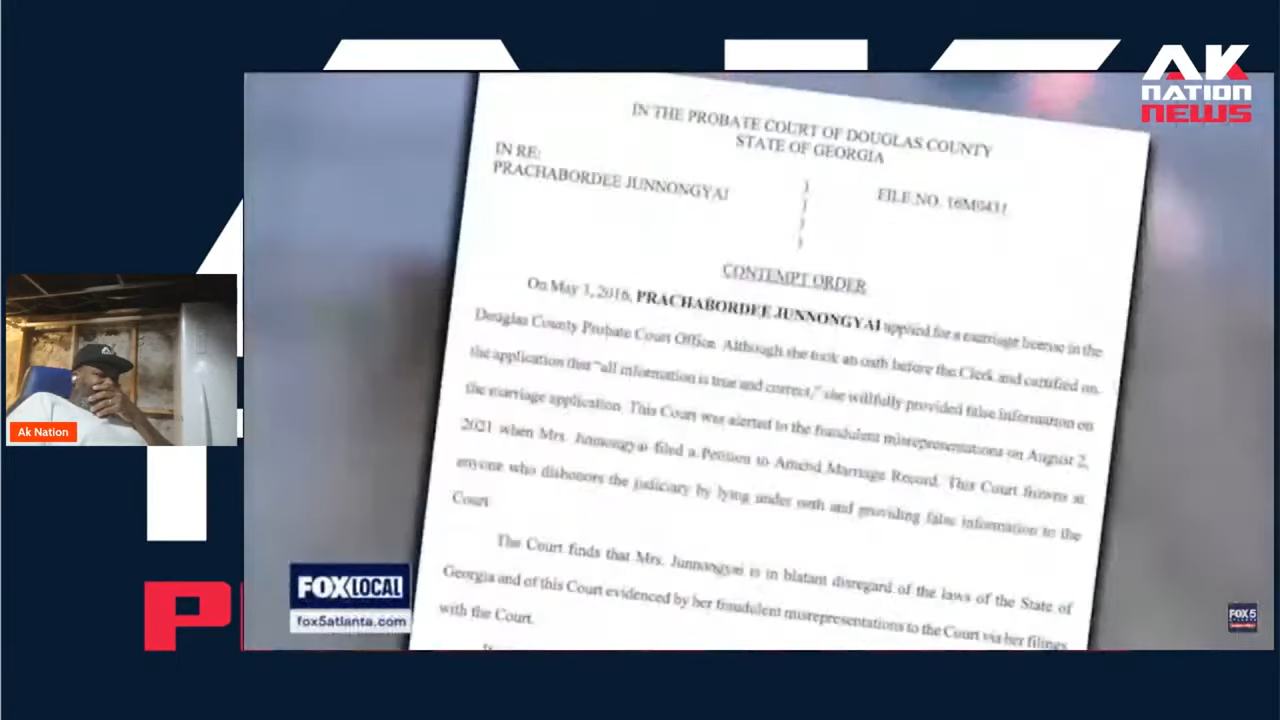 AK
NATION
NEWS
IN THE PROBATE COURT OF DOUGLAS COUNTY
STATE OF GEORGIA
IN RE:
PRACHABORDEE JUNNONGYAI
)
)
)
)
FILE NO. 16M0431
CONTEMPT ORDER
On May 3, 2016, PRACHABORDEE JUNNONGYAI applied for a marriage license in the
Douglas County Probate Court Office. Although she took an oath before the Clerk and certified on
the application that "all information is true and correct," she willfully provided false information on
the marriage application. This Court was alerted to the fraudulent misrepresentations on August 2,
2021 when Mrs. Junnongyai filed a Petition to Amend Marriage Record. This Court frowns at
anyone who dishonors the judiciary by lying under oath and providing false information to the
Court.
The Court finds that Mrs. Junnongyai is in blatant disregard of the laws of the State of
Georgia and of this Court evidenced by her fraudulent misrepresentations to the Court via her filings
with the Court.
Ak Nation
FOX LOCAL
fox5atlanta.com
FOX 5
P